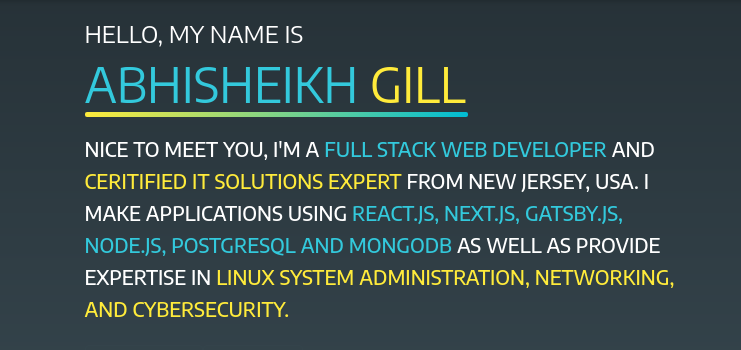 HELLO, MY NAME IS
ABHISHEIKH GILL
NICE TO MEET YOU, I'M A FULL STACK WEB DEVELOPER AND
CERITIFIED IT SOLUTIONS EXPERT FROM NEW JERSEY, USA. I
MAKE APPLICATIONS USING REACT.JS, NEXT.JS, GATSBY.JS,
NODE.JS, POSTGRESQL AND MONGODB AS WELL AS PROVIDE
EXPERTISE IN LINUX SYSTEM ADMINISTRATION, NETWORKING,
AND CYBERSECURITY.